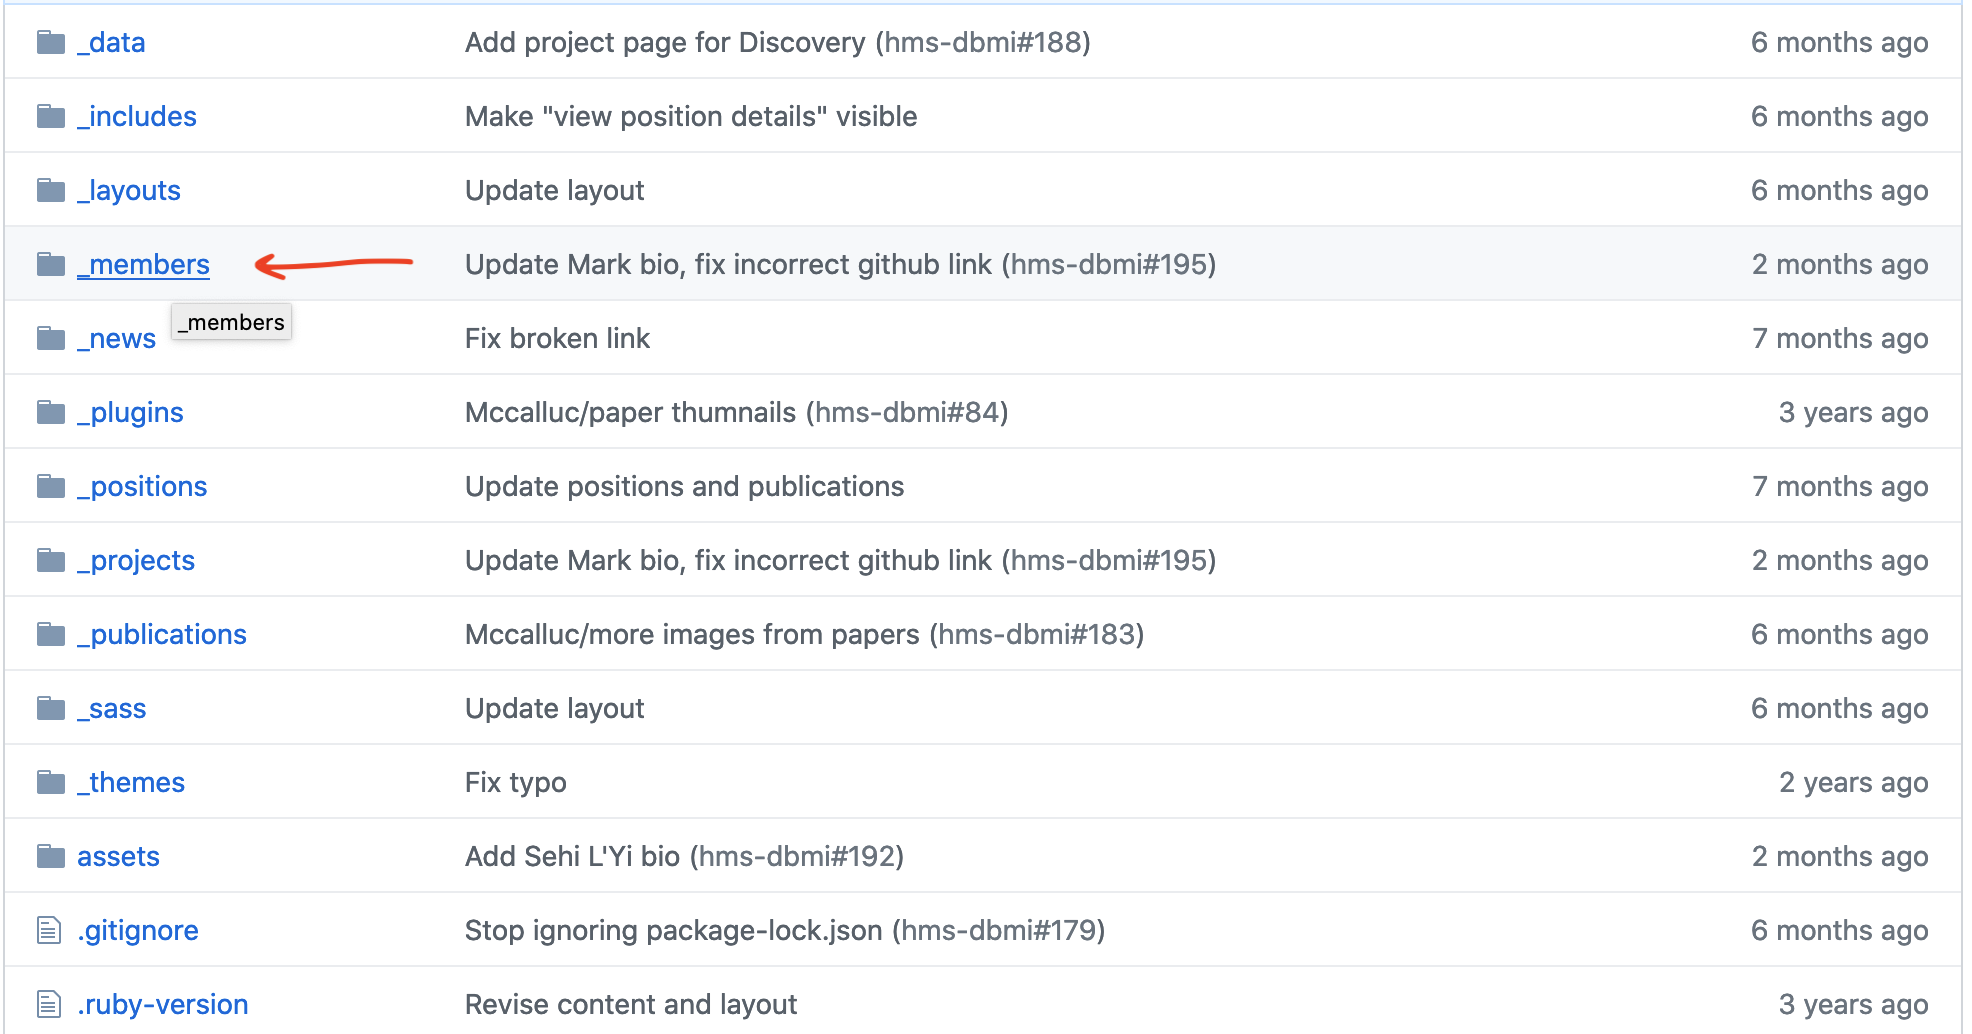 _data Add project page for Discovery (hms-dbmi#188) 6 months ago
_includes Make "view position details" visible 6 months ago
_layouts Update layout 6 months ago
_members Update Mark bio, fix incorrect github link (hms-dbmi#195) 2 months ago
_members
_news Fix broken link 7 months ago
_plugins Mccalluc/paper thumnails (hms-dbmi#84) 3 years ago
_positions Update positions and publications 7 months ago
_projects Update Mark bio, fix incorrect github link (hms-dbmi#195) 2 months ago
_publications Mccalluc/more images from papers (hms-dbmi#183) 6 months ago
_sass Update layout 6 months ago
_themes Fix typo 2 years ago
assets Add Sehi L'Yi bio (hms-dbmi#192) 2 months ago
.gitignore Stop ignoring package-lock.json (hms-dbmi#179) 6 months ago
.ruby-version Revise content and layout 3 years ago